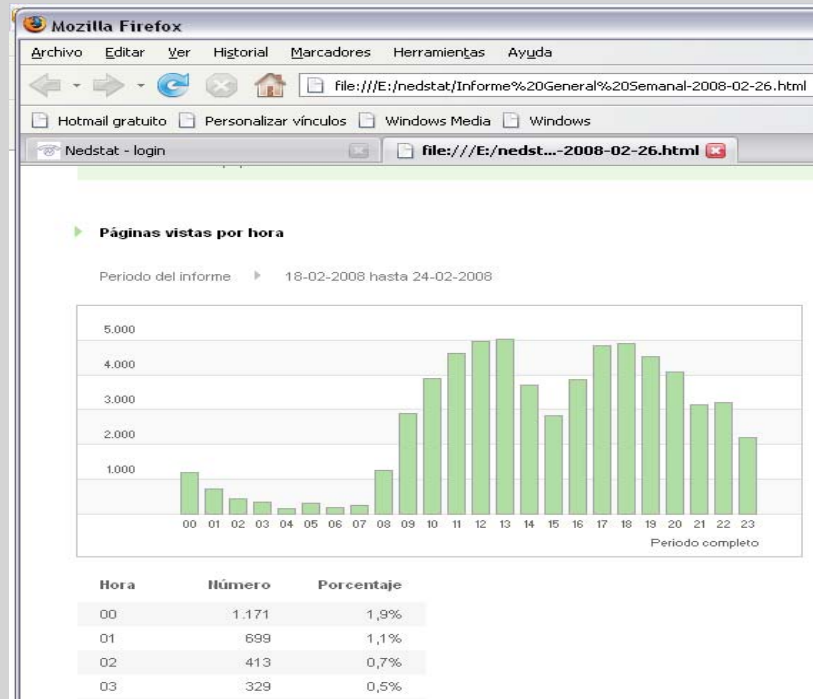 Mozilla Firefox
Archivo Editar Ver Historial Marcadores Herramientas Ayuda
file:///E:/nedstat/Informe%20General%20Semanal-2008-02-26.html
Hotmail gratuito Personalizar vínculos Windows Media Windows
Nedstat - login file:///E:/nedst...-2008-02-26.html
Páginas vistas por hora
Periodo del informe 18-02-2008 hasta 24-02-2008
5.000
4.000
3.000
2.000
1.000
00 01 02 03 04 05 06 07 08 09 10 11 12 13 14 15 16 17 18 19 20 21 22 23
Periodo completo
Hora Número Porcentaje
00 1.171 1,9%
01 699 1,1%
02 413 0,7%
03 329 0,5%